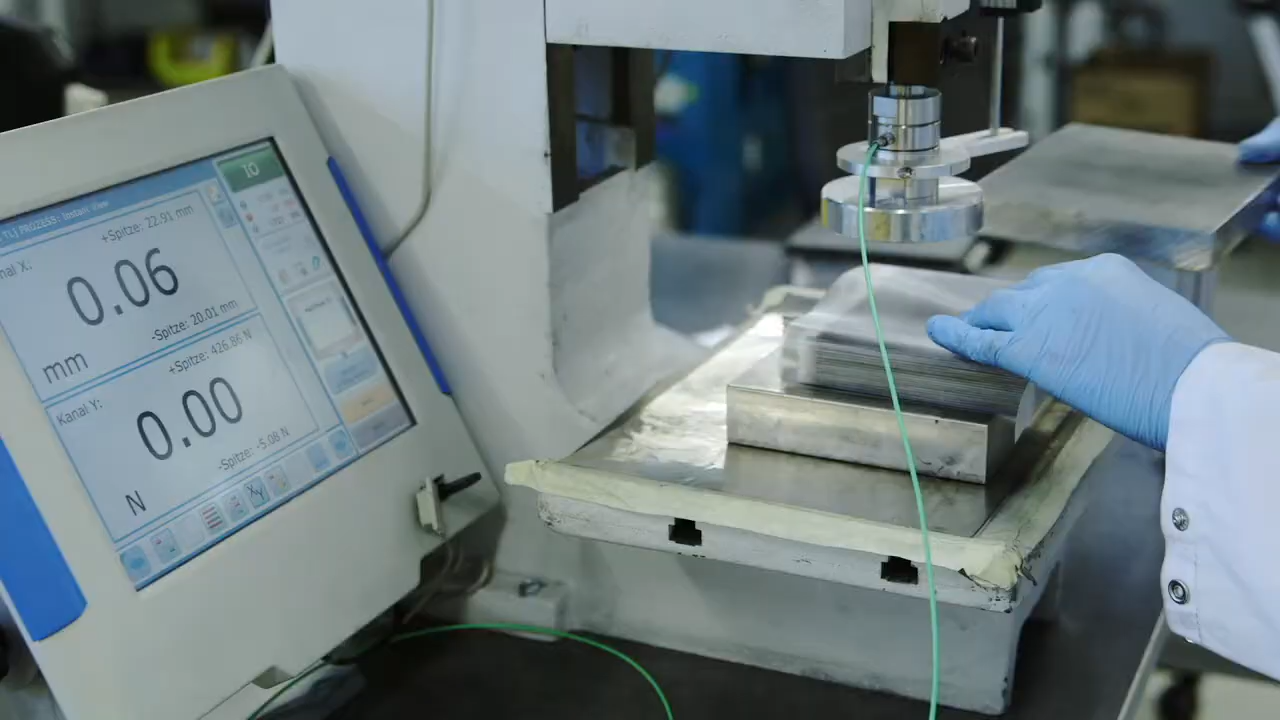 IO
+Spitze: 22.91 mm
0.06
-Spitze: 20.01 mm
mm
+Spitze: 426.86 N
Kanal Y:
0.00
-Spitze: -5.08 N
N
XY